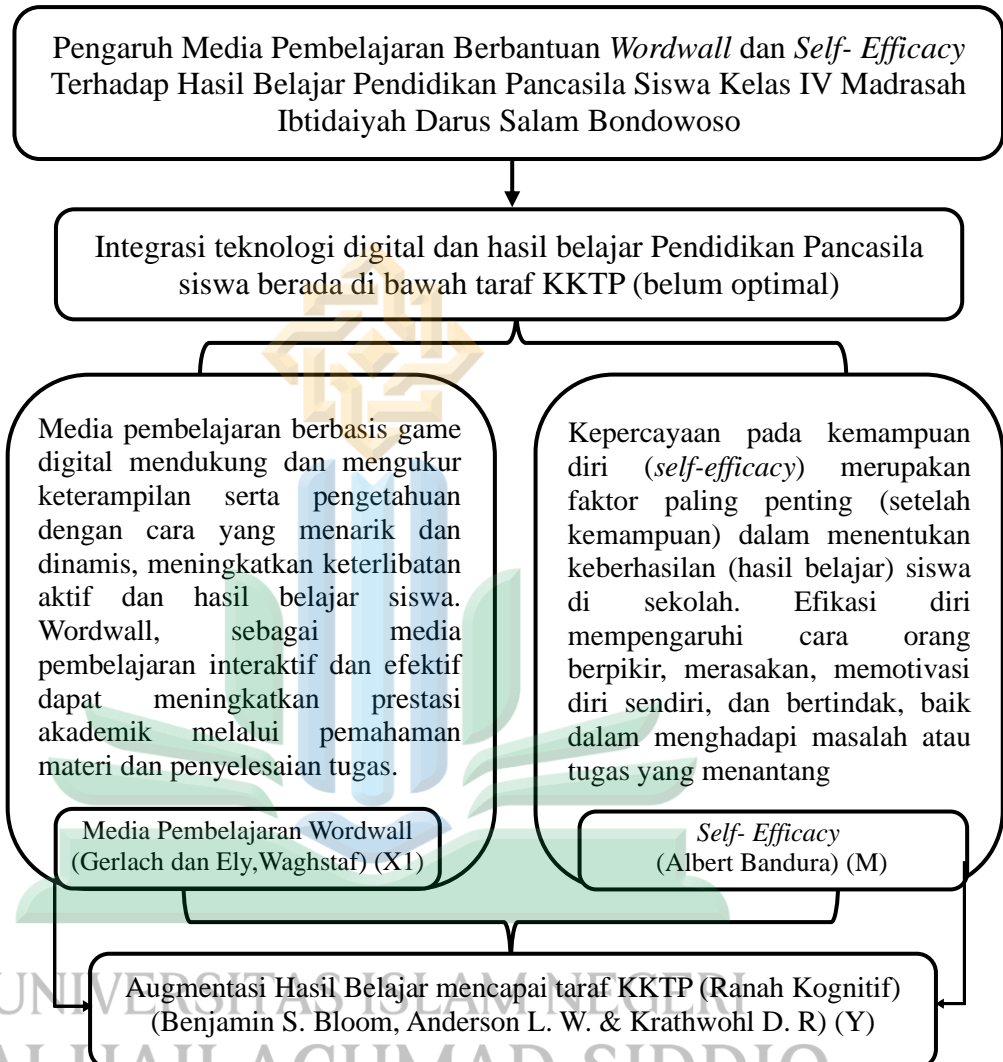 Pengaruh Media Pembelajaran Berbantuan Wordwall dan Self- Efficacy
Terhadap Hasil Belajar Pendidikan Pancasila Siswa Kelas IV Madrasah
Ibtidaiyah Darus Salam Bondowoso
Integrasi teknologi digital dan hasil belajar Pendidikan Pancasila
siswa berada di bawah taraf KKTP (belum optimal)
Media pembelajaran berbasis game
digital mendukung dan mengukur
keterampilan serta pengetahuan
dengan cara yang menarik dan
dinamis, meningkatkan keterlibatan
aktif dan hasil belajar siswa.
Wordwall, sebagai media
pembelajaran interaktif dan efektif
dapat meningkatkan prestasi
akademik melalui pemahaman
materi dan penyelesaian tugas.
Media Pembelajaran Wordwall
(Gerlach dan Ely,Waghstaf) (X1)
Kepercayaan pada kemampuan
diri (self-efficacy) merupakan
faktor paling penting (setelah
kemampuan) dalam menentukan
keberhasilan (hasil belajar) siswa
di sekolah. Efikasi diri
mempengaruhi cara orang
berpikir, merasakan, memotivasi
diri sendiri, dan bertindak, baik
dalam menghadapi masalah atau
tugas yang menantang
Self- Efficacy
(Albert Bandura) (M)
Augmentasi Hasil Belajar mencapai taraf KKTP (Ranah Kognitif)
(Benjamin S. Bloom, Anderson L. W. & Krathwohl D. R) (Y)
UNIVERSITAS ISLAM NEGERI
HAJI ACHMAD SIDDIQ